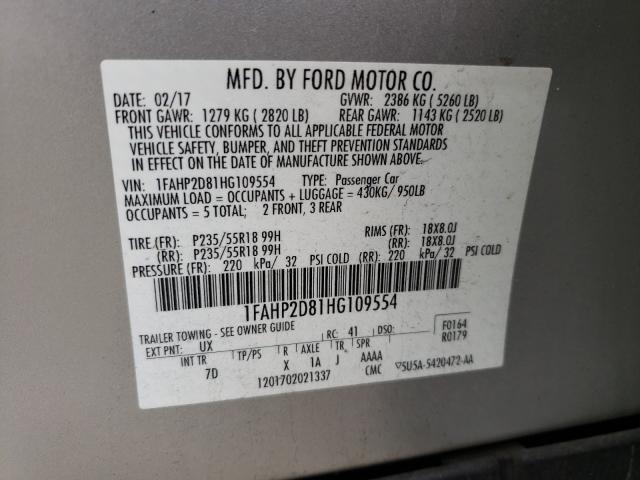 MFD. BY FORD MOTOR CO.
DATE: 02/17 GVWR: 2386 KG ( 5260 LB)
FRONT GAWR: 1279 KG ( 2820 LB) REAR GAWR: 1143 KG ( 2520 LB)
THIS VEHICLE CONFORMS TO ALL APPLICABLE FEDERAL MOTOR
VEHICLE SAFETY, BUMPER, AND THEFT PREVENTION STANDARDS
IN EFFECT ON THE DATE OF MANUFACTURE SHOWN ABOVE.
VIN: 1FAHP2D81HG109554 TYPE: Passenger Car
MAXIMUM LOAD = OCCUPANTS + LUGGAGE = 430KG/ 950LB
OCCUPANTS = 5 TOTAL; 2 FRONT, 3 REAR
TIRE (FR): P235/55R18 99H RIMS (FR): 18X8.0J
(RR): P235/55R18 99H (RR): 18X8.0J
PRESSURE (FR): 220 kPa/ 32 PSI COLD (RR): 220 kPa/ 32 PSI COLD
1FAHP2D81HG109554
TRAILER TOWING - SEE OWNER GUIDE
EXT PNT: UX RC: 41 DSO: F0164
R0179
INT TR TP/PS R AXLE TR SPR
7D X 1A J AAAA
1201702021337 CMC ▽SU5A-5420472-AA